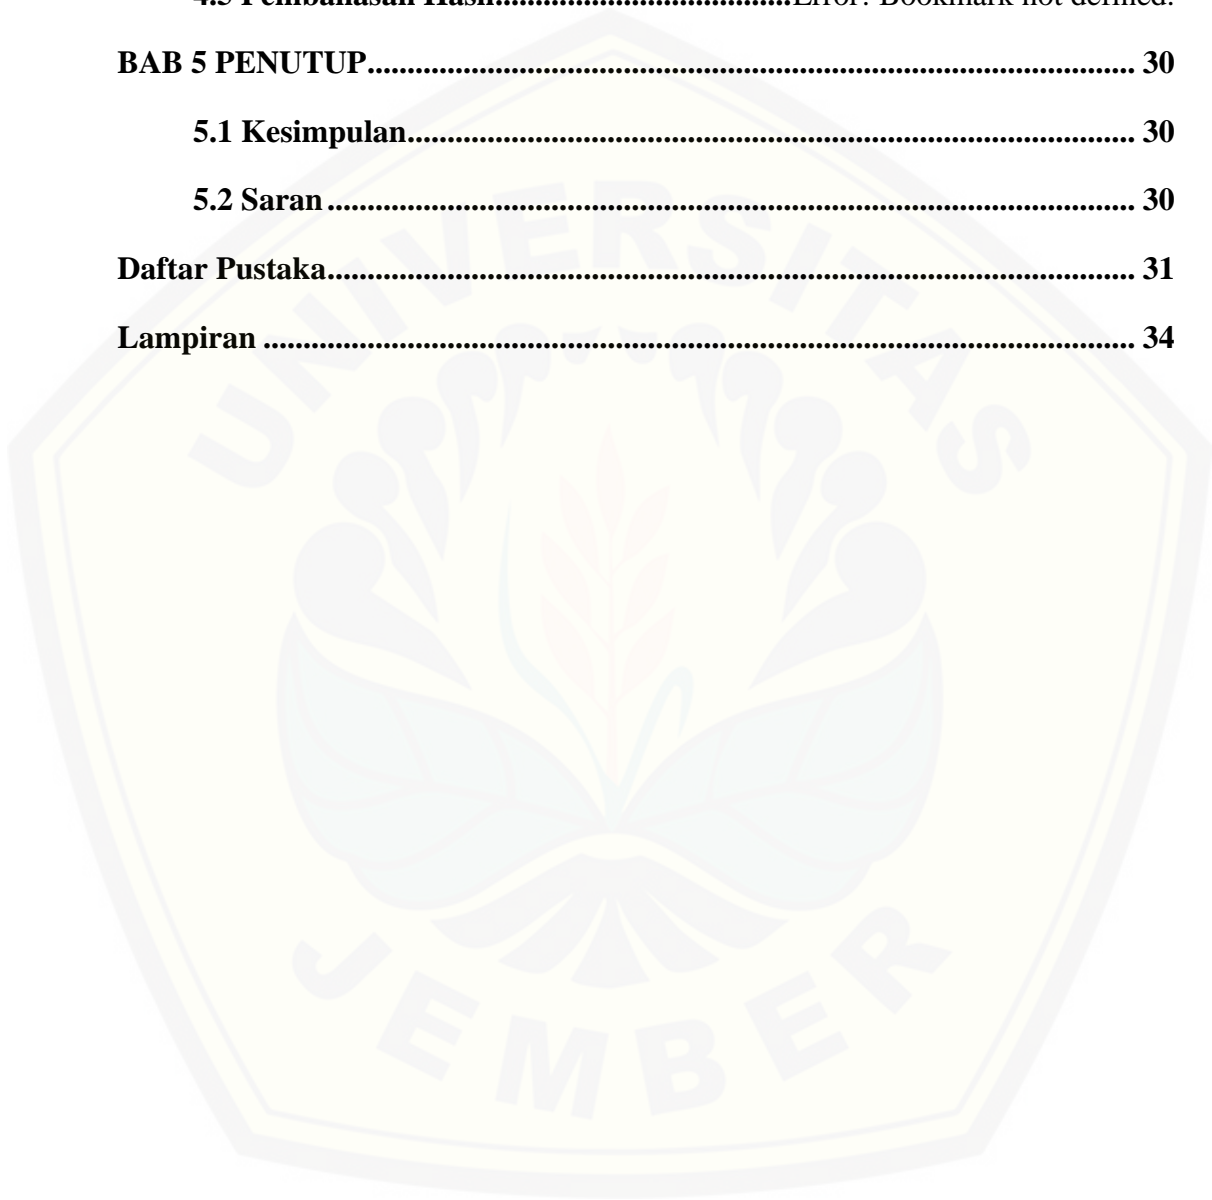 4.5 Pembahasan Hasil.....................................Error! Bookmark not defined.
BAB 5 PENUTUP................................................................................................ 30
5.1 Kesimpulan............................................................................................ 30
5.2 Saran ...................................................................................................... 30
Daftar Pustaka..................................................................................................... 31
Lampiran ............................................................................................................. 34
UNIVERSITAS
JEMBER